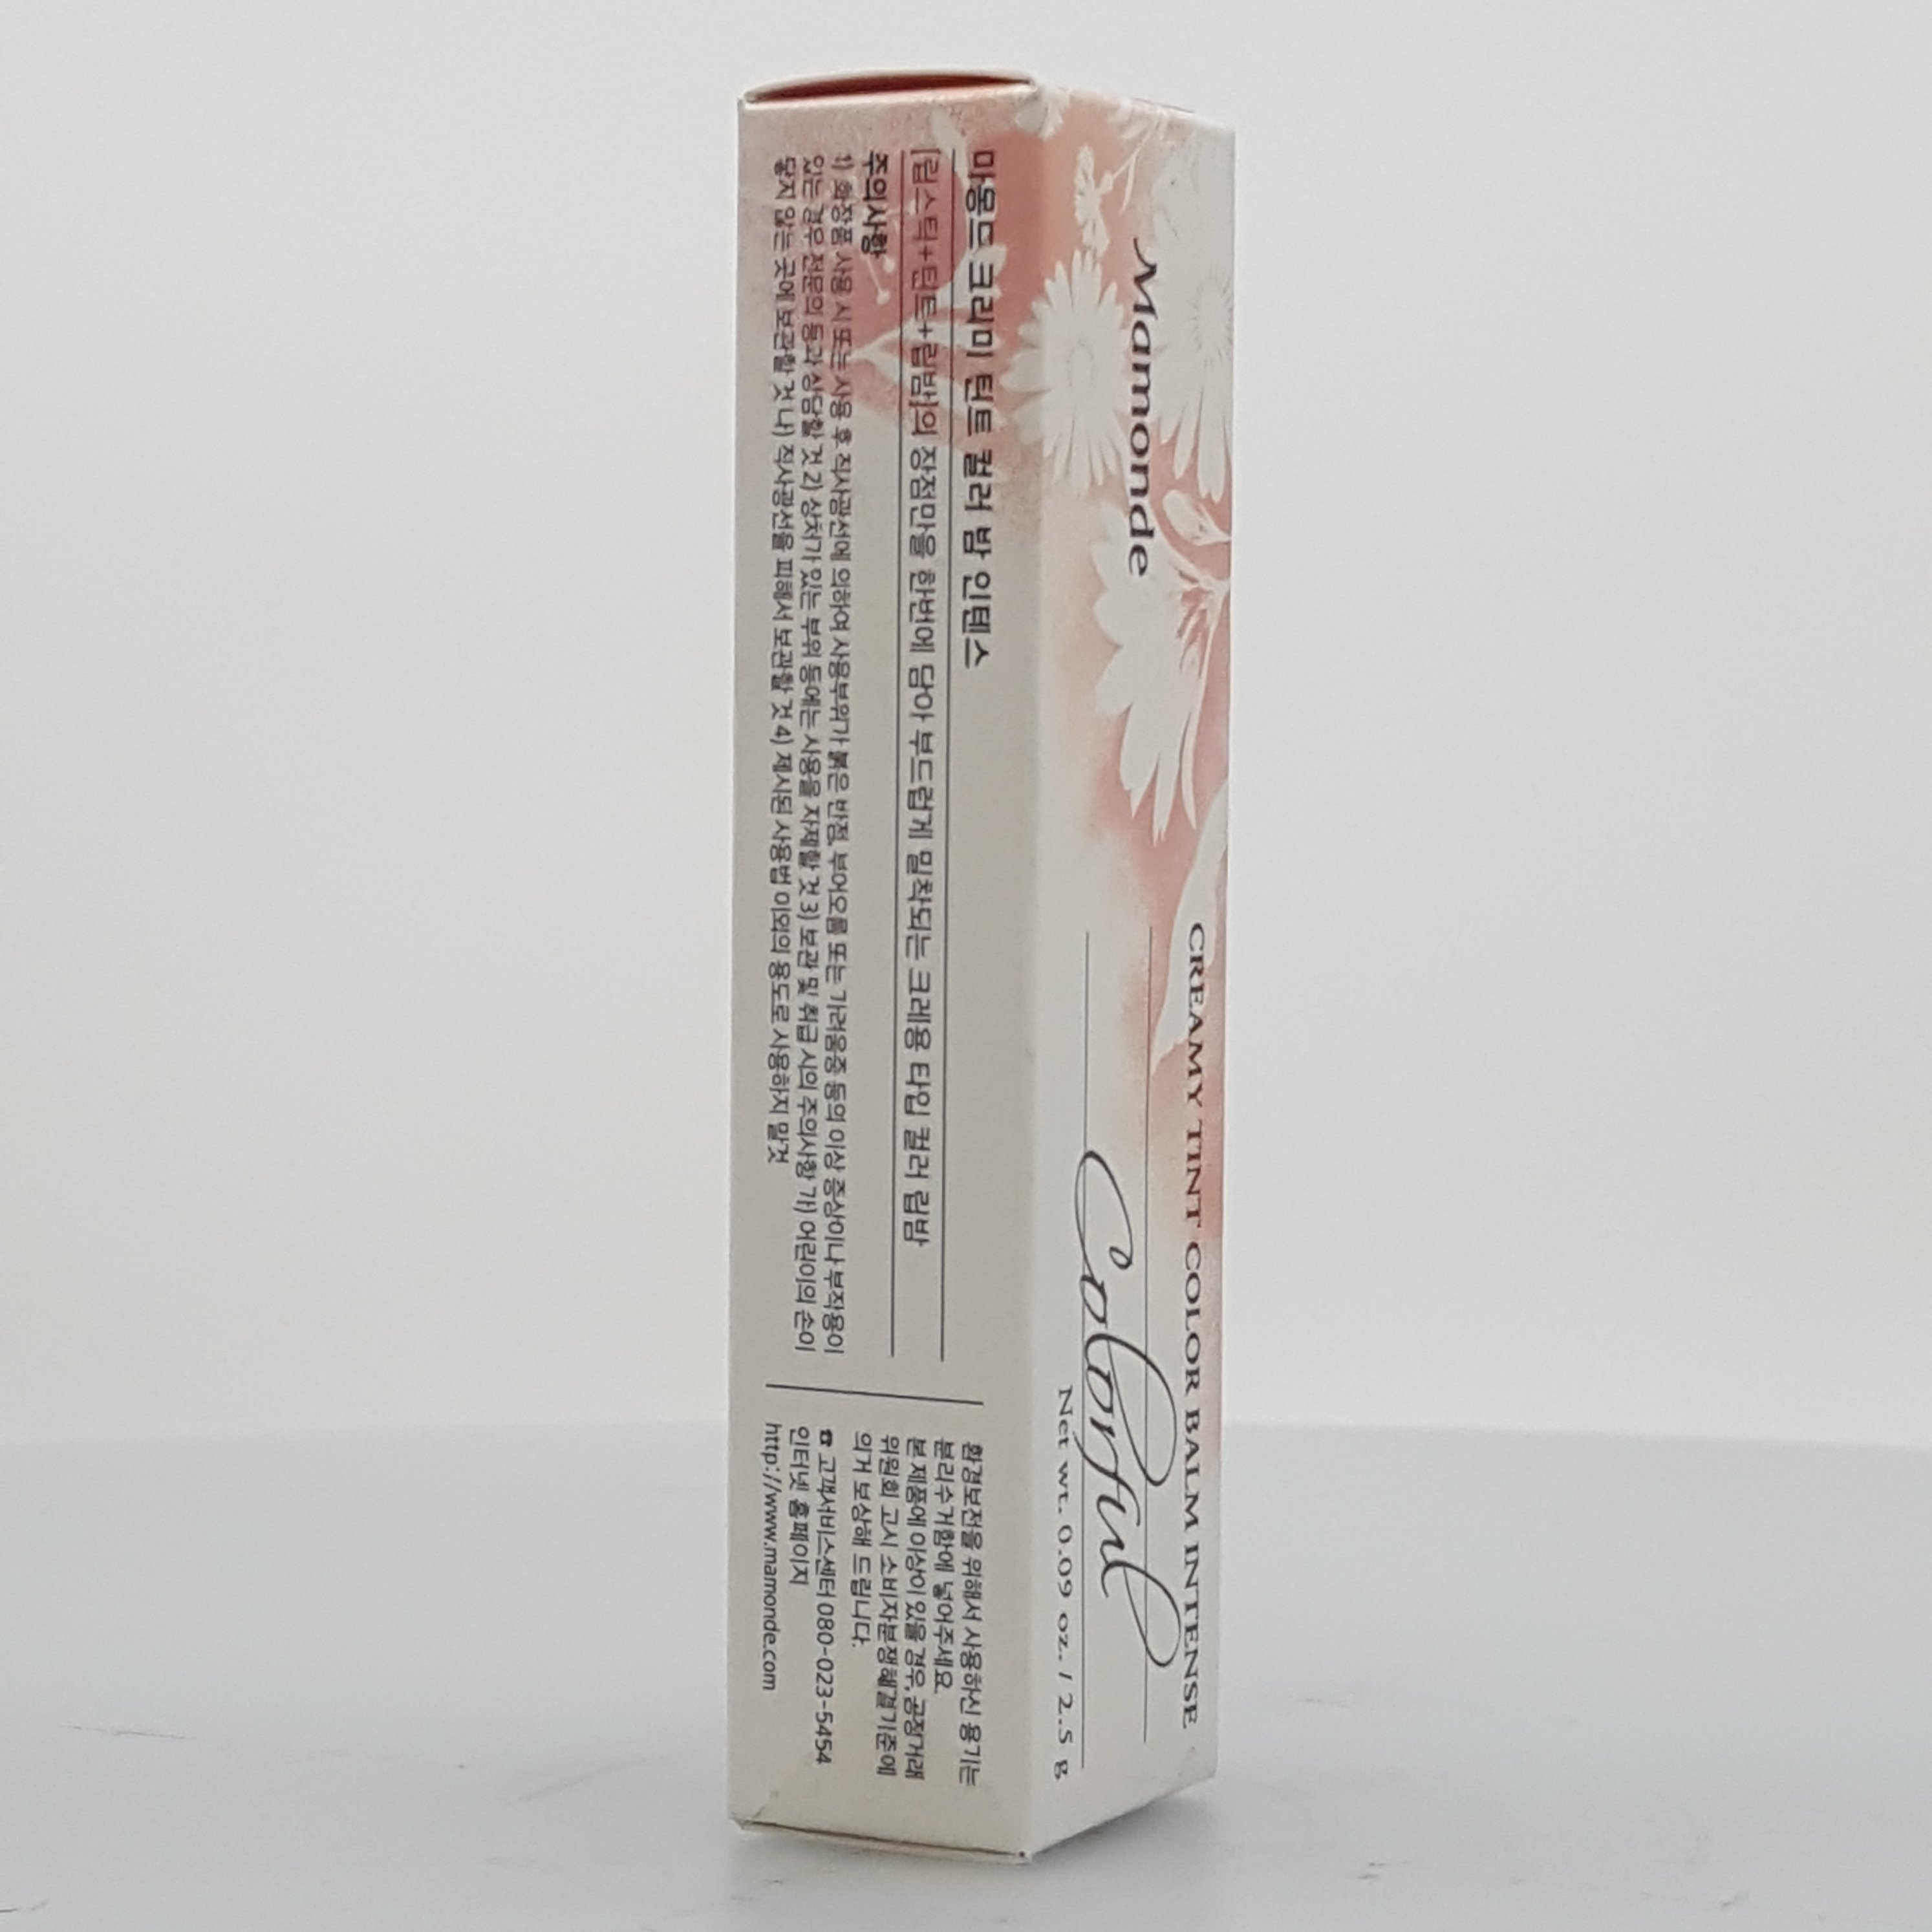 마몽드 크리미 틴트 컬러 밤 인텐스
[립스틱+틴트+립밤]의 장점만을 한번에 담아 부드럽게 밀착되는 크레용 타입 컬러 립밤
주의사항
1) 화장품 사용 시 또는 사용 후 직사광선에 의하여 사용부위가 붉은 반점, 부어오름 또는 가려움증 등의 이상 증상이나 부작용이
있는 경우 전문의 등과 상담할 것 2) 상처가 있는 부위 등에는 사용을 자제할 것 3) 보관 및 취급 시의 주의사항 가) 어린이의 손이
닿지 않는 곳에 보관할 것 나) 직사광선을 피해서 보관할 것 4) 제시된 사용법 이외의 용도로 사용하지 말것
환경보전을 위해서 사용하신 용기는
분리수거함에 넣어주세요.
본 제품에 이상이 있을 경우, 공정거래
위원회 고시 소비자분쟁해결기준에
의거 보상해 드립니다.
☎ 고객서비스센터 080-023-5454
인터넷 홈페이지
http://www.mamonde.com
Mamonde
CREAMY TINT COLOR BALM INTENSE
Colorful
Net wt. 0.09 oz. / 2.5 g